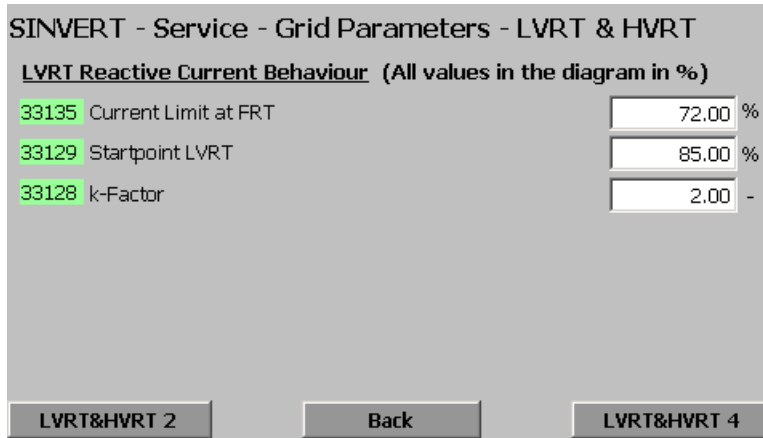 SINVERT - Service - Grid Parameters - LVRT & HVRT
LVRT Reactive Current Behaviour (All values in the diagram in %)
33135 Current Limit at FRT 72.00 %
33129 Startpoint LVRT 85.00 %
33128 k-Factor 2.00 -
LVRT&HVRT 2 Back LVRT&HVRT 4